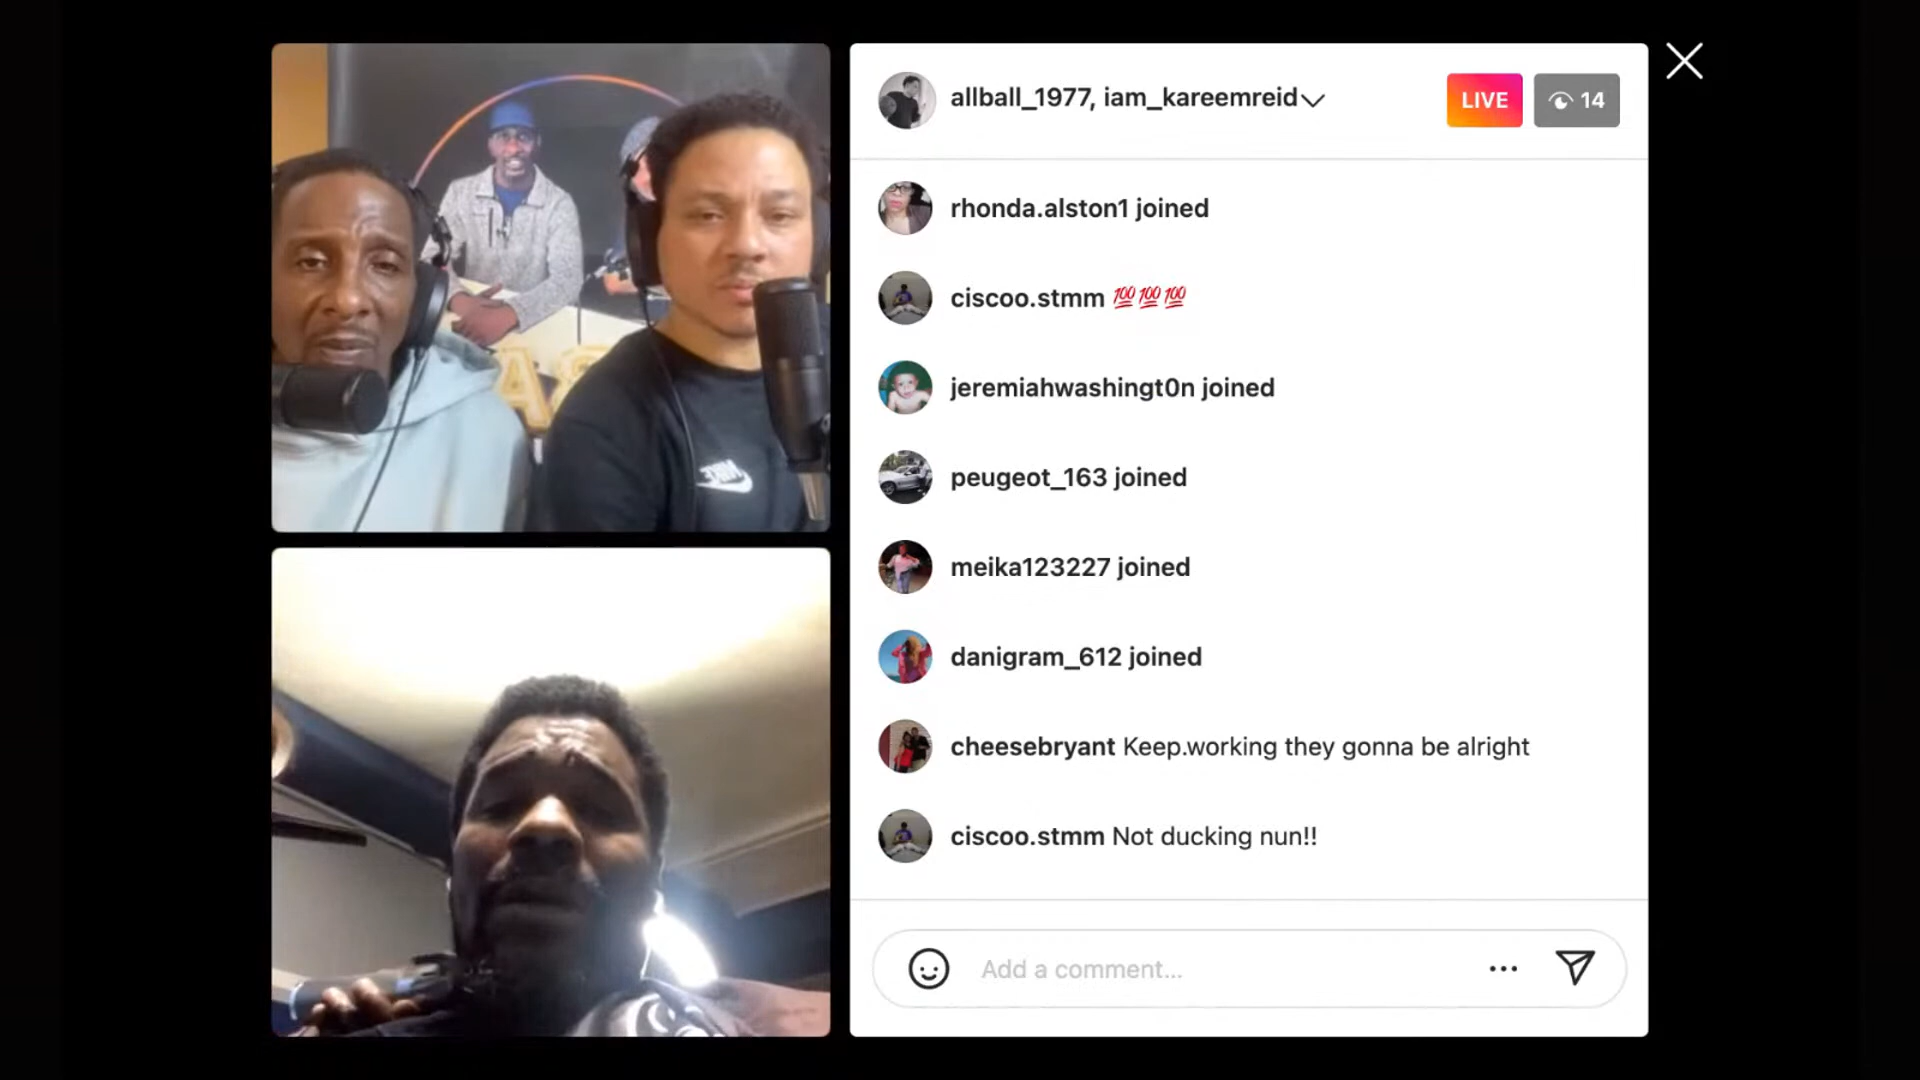 allball_1977, iam_kareemreid
LIVE
14
rhonda.alston1 joined
ciscoo.stmm 💯💯💯
jeremiahwashingt0n joined
peugeot_163 joined
meika123227 joined
danigram_612 joined
cheesebryant Keep.working they gonna be alright
ciscoo.stmm Not ducking nun!!
Add a comment...
NIKE